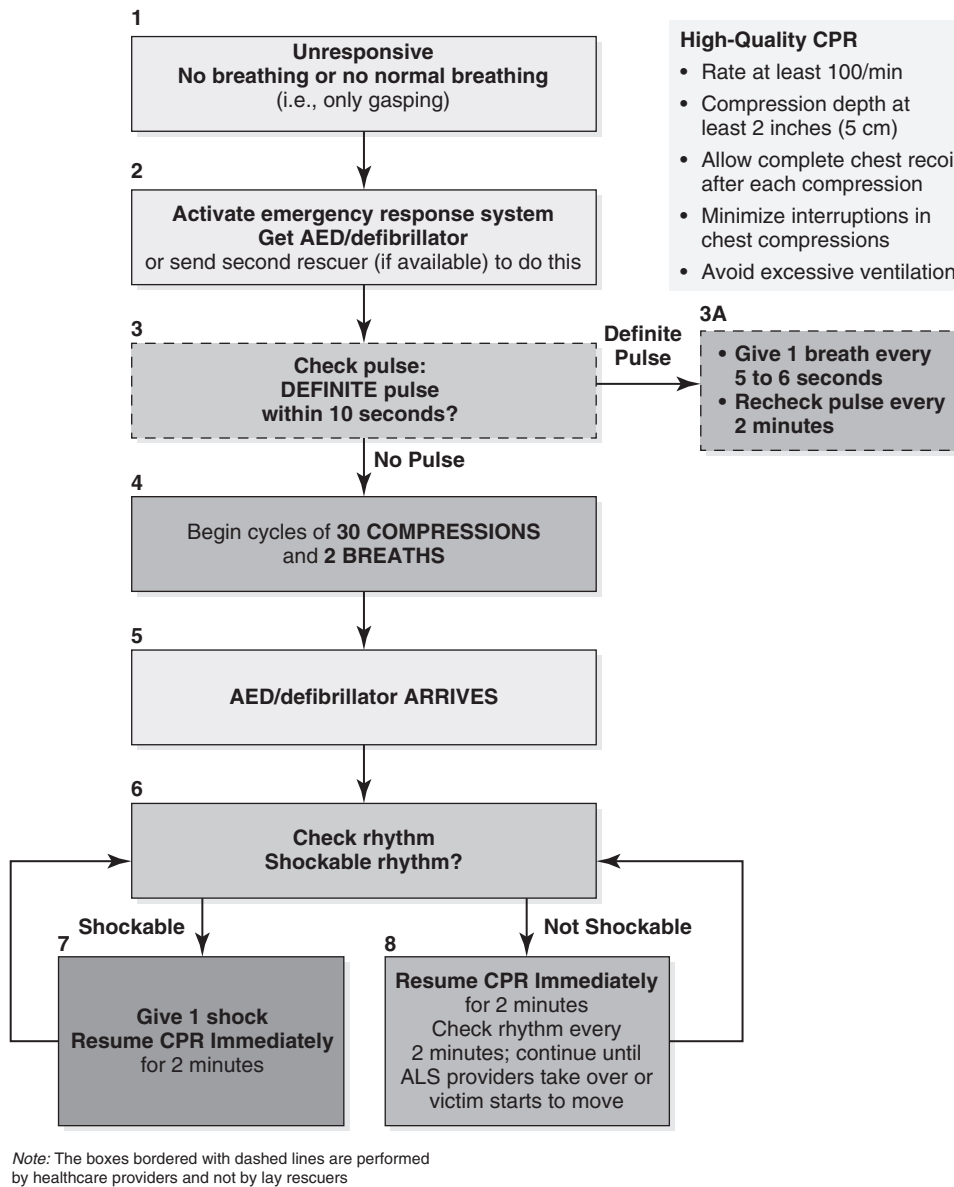 1
Unresponsive
No breathing or no normal breathing
(i.e., only gasping)
High-Quality CPR
• Rate at least 100/min
• Compression depth at
least 2 inches (5 cm)
• Allow complete chest recoi
after each compression
• Minimize interruptions in
chest compressions
• Avoid excessive ventilation
2
Activate emergency response system
Get AED/defibrillator
or send second rescuer (if available) to do this
3
Check pulse:
DEFINITE pulse
within 10 seconds?
Definite
Pulse
3A
• Give 1 breath every
5 to 6 seconds
• Recheck pulse every
2 minutes
No Pulse
4
Begin cycles of 30 COMPRESSIONS
and 2 BREATHS
5
AED/defibrillator ARRIVES
6
Check rhythm
Shockable rhythm?
Shockable
Not Shockable
7
Give 1 shock
Resume CPR Immediately
for 2 minutes
8
Resume CPR Immediately
for 2 minutes
Check rhythm every
2 minutes; continue until
ALS providers take over or
victim starts to move
Note: The boxes bordered with dashed lines are performed
by healthcare providers and not by lay rescuers